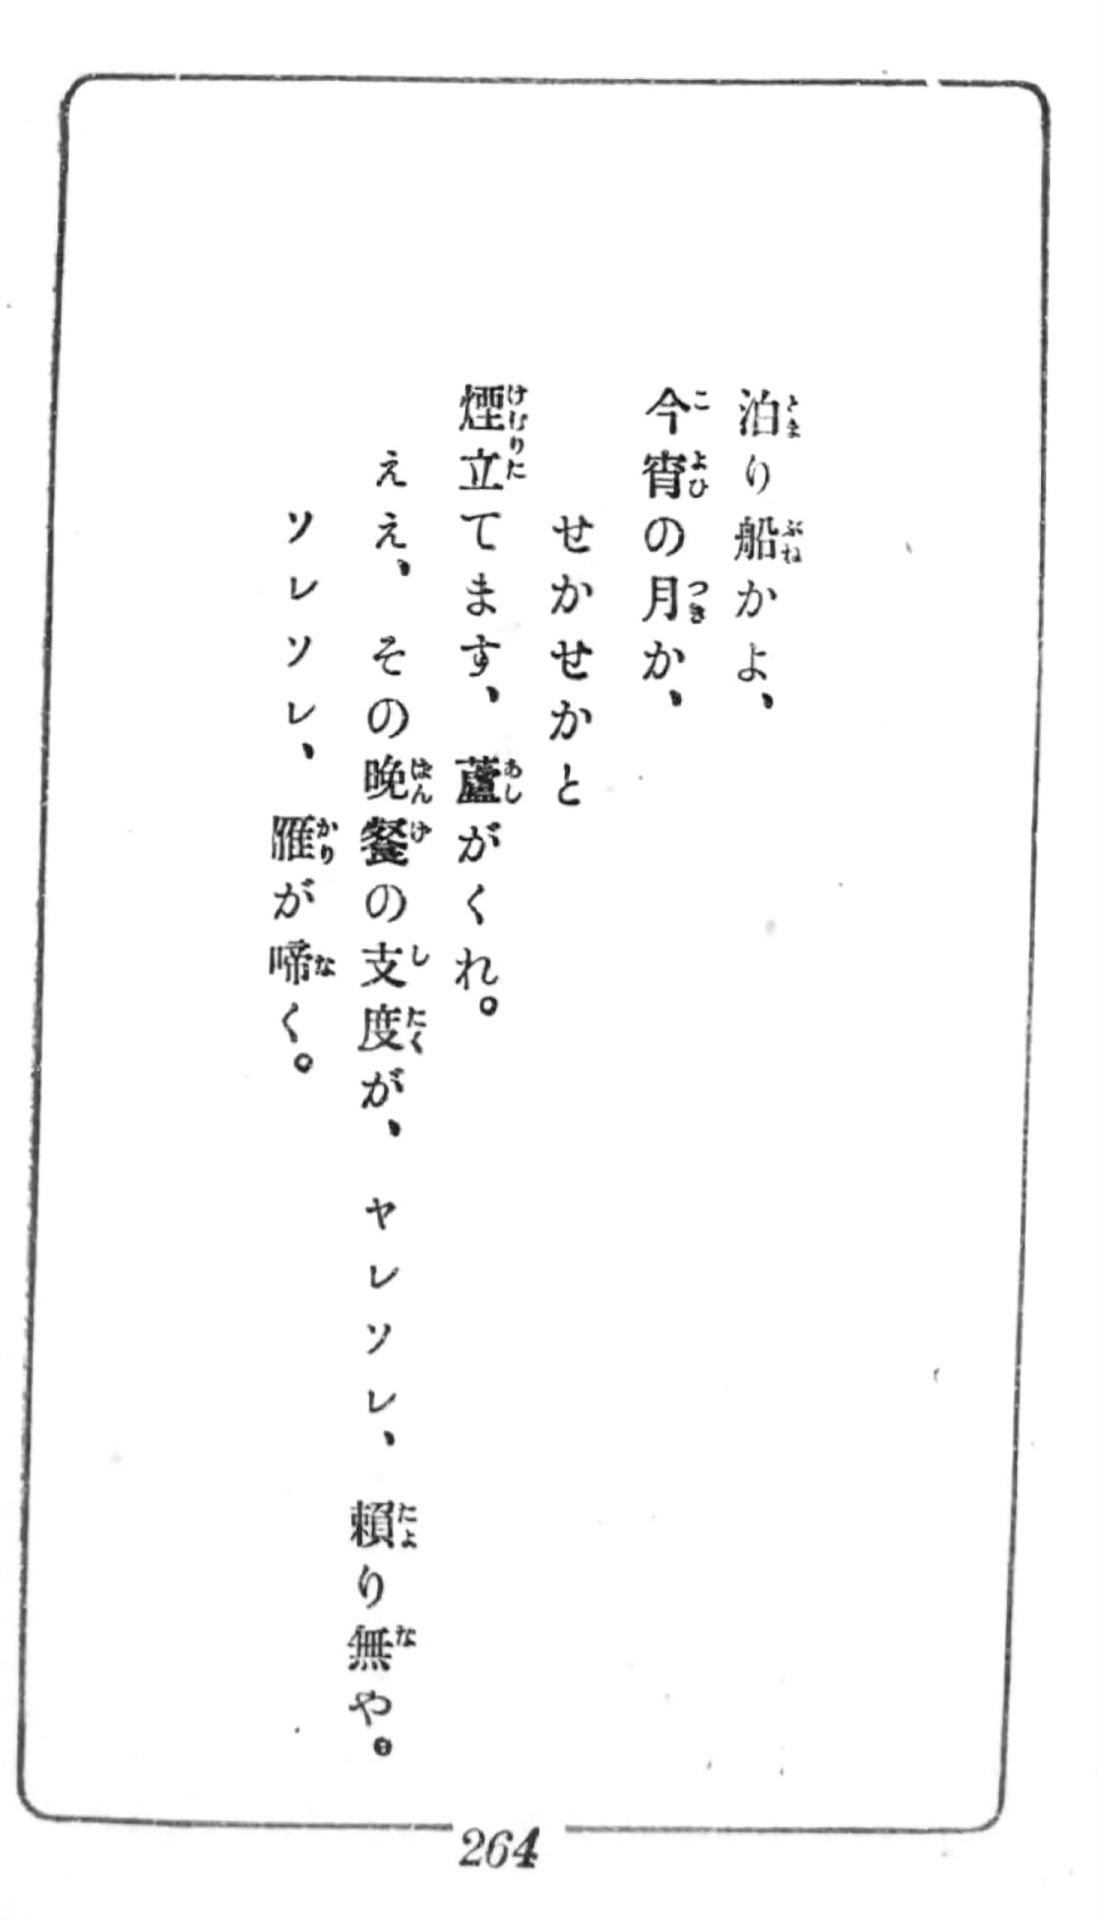 泊り船かよ、
今宵の月か、
せかせかと
煙立てます、蘆がくれ。
ええ、その晩餐の支度が、ヤレソレ、頼り無や。
ソレソレ、雁が啼く。
264